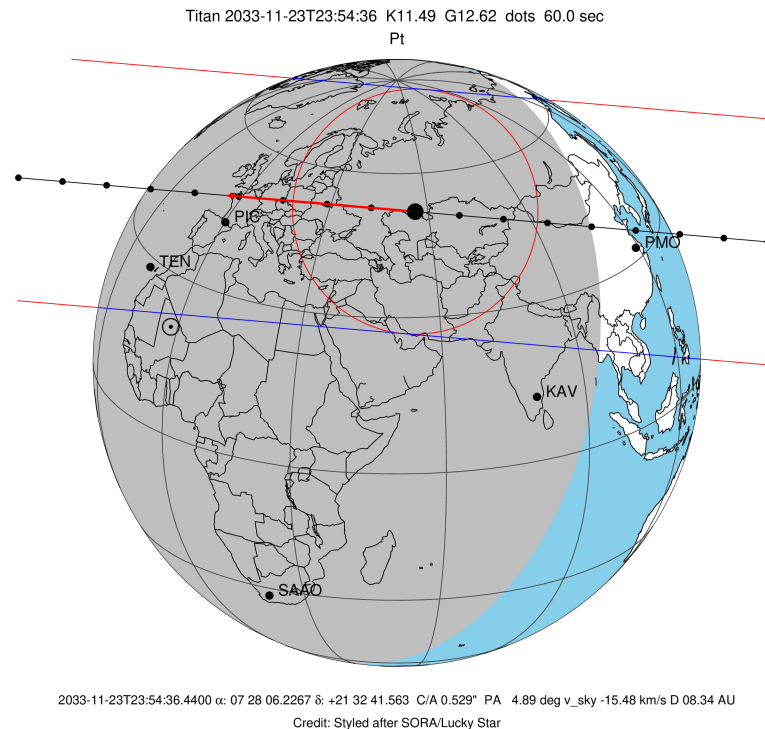 Titan 2033-11-23T23:54:36 K11.49 G12.62 dots 60.0 sec
Pt
PIC
TEN
PMO
KAV
SAAO
2033-11-23T23:54:36.4400 α: 07 28 06.2267 δ: +21 32 41.563 C/A 0.529" PA 4.89 deg v_sky -15.48 km/s D 08.34 AU
Credit: Styled after SORA/Lucky Star